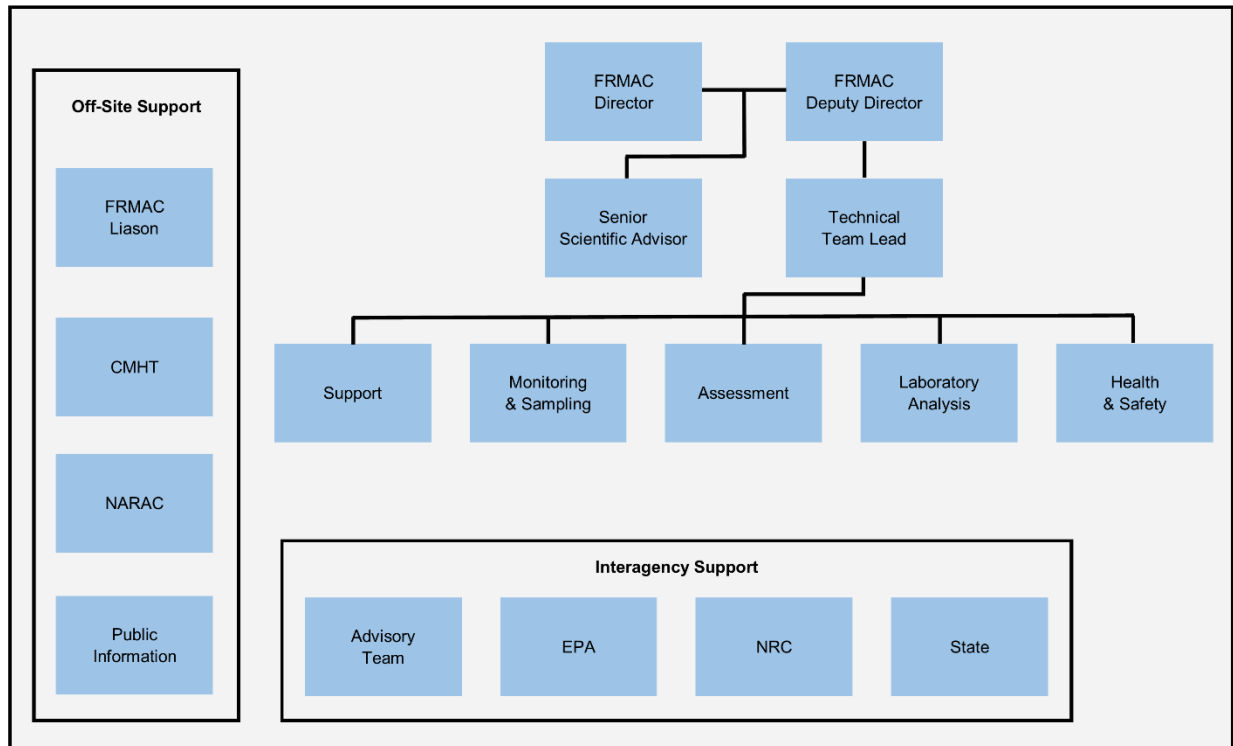 Off-Site Support
FRMAC
Liason
CMHT
NARAC
Public
Information
FRMAC
Director
FRMAC
Deputy Director
Senior
Scientific Advisor
Technical
Team Lead
Support
Monitoring
& Sampling
Assessment
Laboratory
Analysis
Health
& Safety
Interagency Support
Advisory
Team
EPA
NRC
State